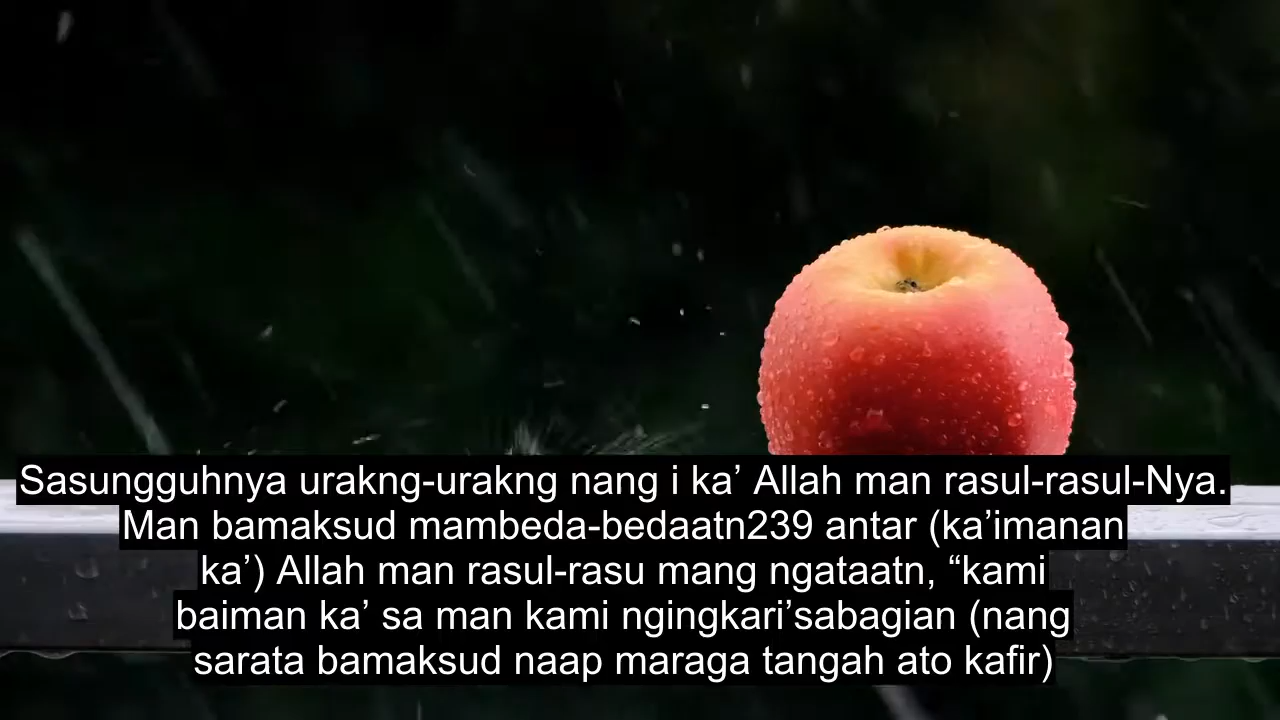 Sasungguhnya urakng-urakng nang i ka’ Allah man rasul-rasul-Nya.
Man bamaksud mambeda-bedaatn239 antar (ka’imanan
ka’) Allah man rasul-rasu mang ngataatn, “kami
baiman ka’ sa man kami ngingkari’sabagian (nang
sarata bamaksud naap maraga tangah ato kafir)